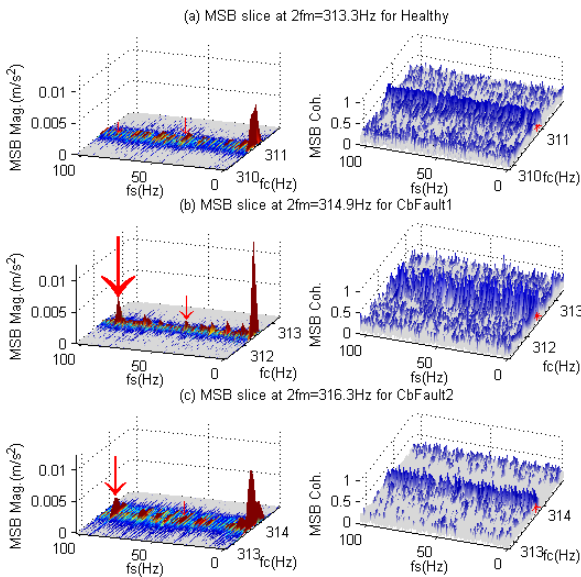 (a) MSB slice at 2fm=313.3Hz for Healthy
MSB Mag.(m/s²)
0.01
0.005
0
100
50
0
fs(Hz)
310
311
fc(Hz)
MSB Coh.
1
0.5
0
100
50
0
fs(Hz)
310
311
fc(Hz)
(b) MSB slice at 2fm=314.9Hz for CbFault1
MSB Mag.(m/s²)
0.01
0.005
0
100
50
0
fs(Hz)
312
313
fc(Hz)
MSB Coh.
1
0.5
0
100
50
0
fs(Hz)
312
313
fc(Hz)
(c) MSB slice at 2fm=316.3Hz for CbFault2
MSB Mag.(m/s²)
0.01
0.005
0
100
50
0
fs(Hz)
313
314
fc(Hz)
MSB Coh.
1
0.5
0
100
50
0
fs(Hz)
313
314
fc(Hz)